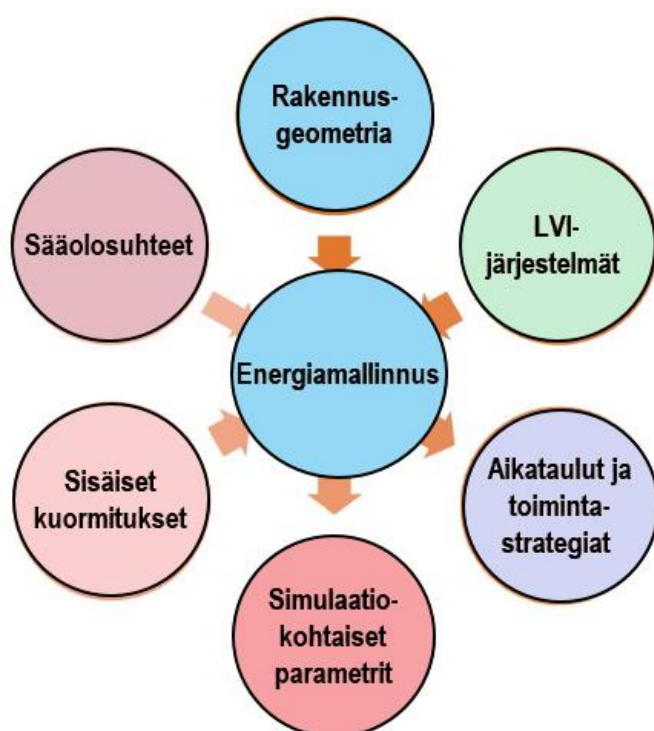 Rakennus-
geometria
Sääolosuhteet
LVI-
järjestelmät
Energiamallinnus
Sisäiset
kuormitukset
Aikataulut ja
toiminta-
strategiat
Simulaatio-
kohtaiset
parametrit